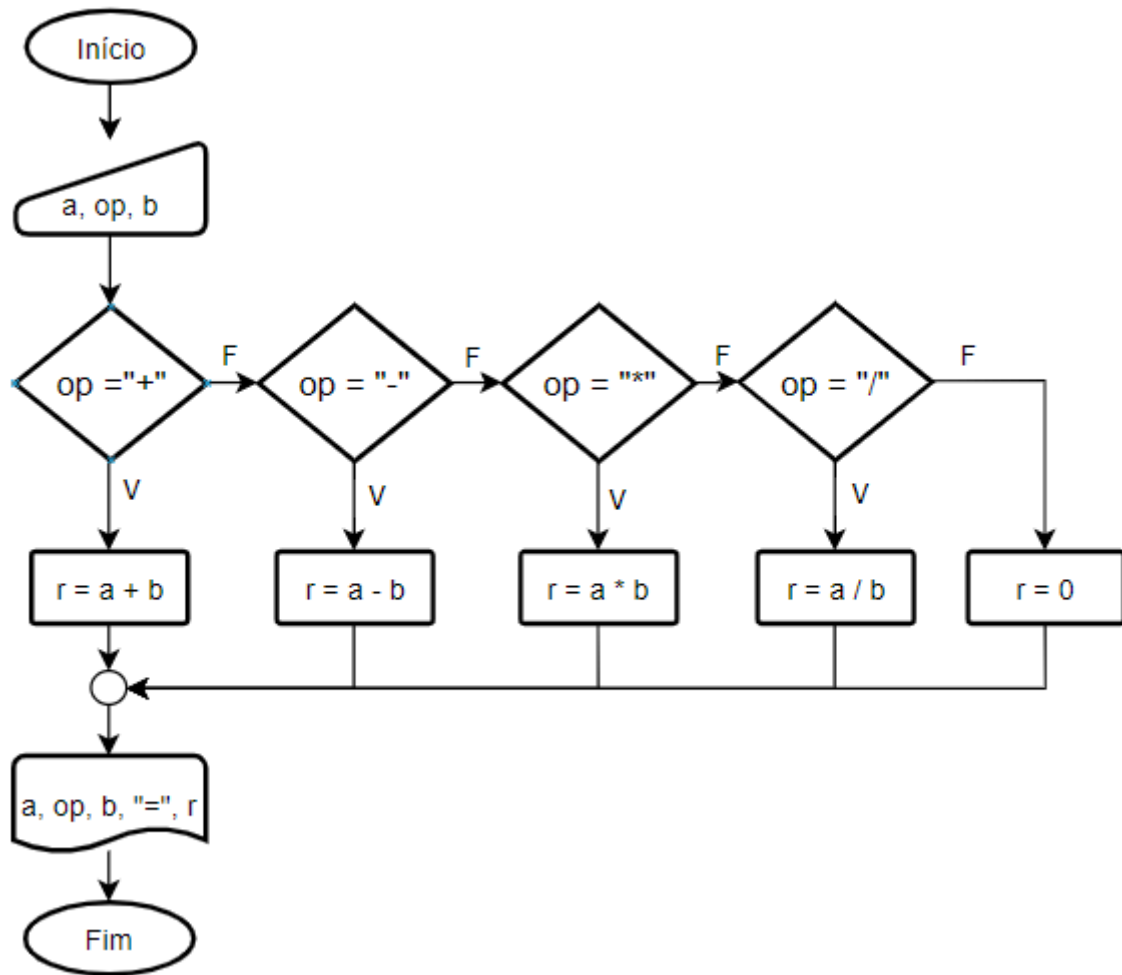 Início
a, op, b
op ="+"
F
op = "-"
F
op = "*"
F
op = "/"
F
V
V
V
V
r = a + b
r = a - b
r = a * b
r = a / b
r = 0
a, op, b, "=", r
Fim